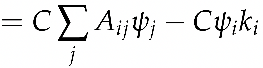 = C ∑_j A_{ij} ψ_j − C ψ_i k_i